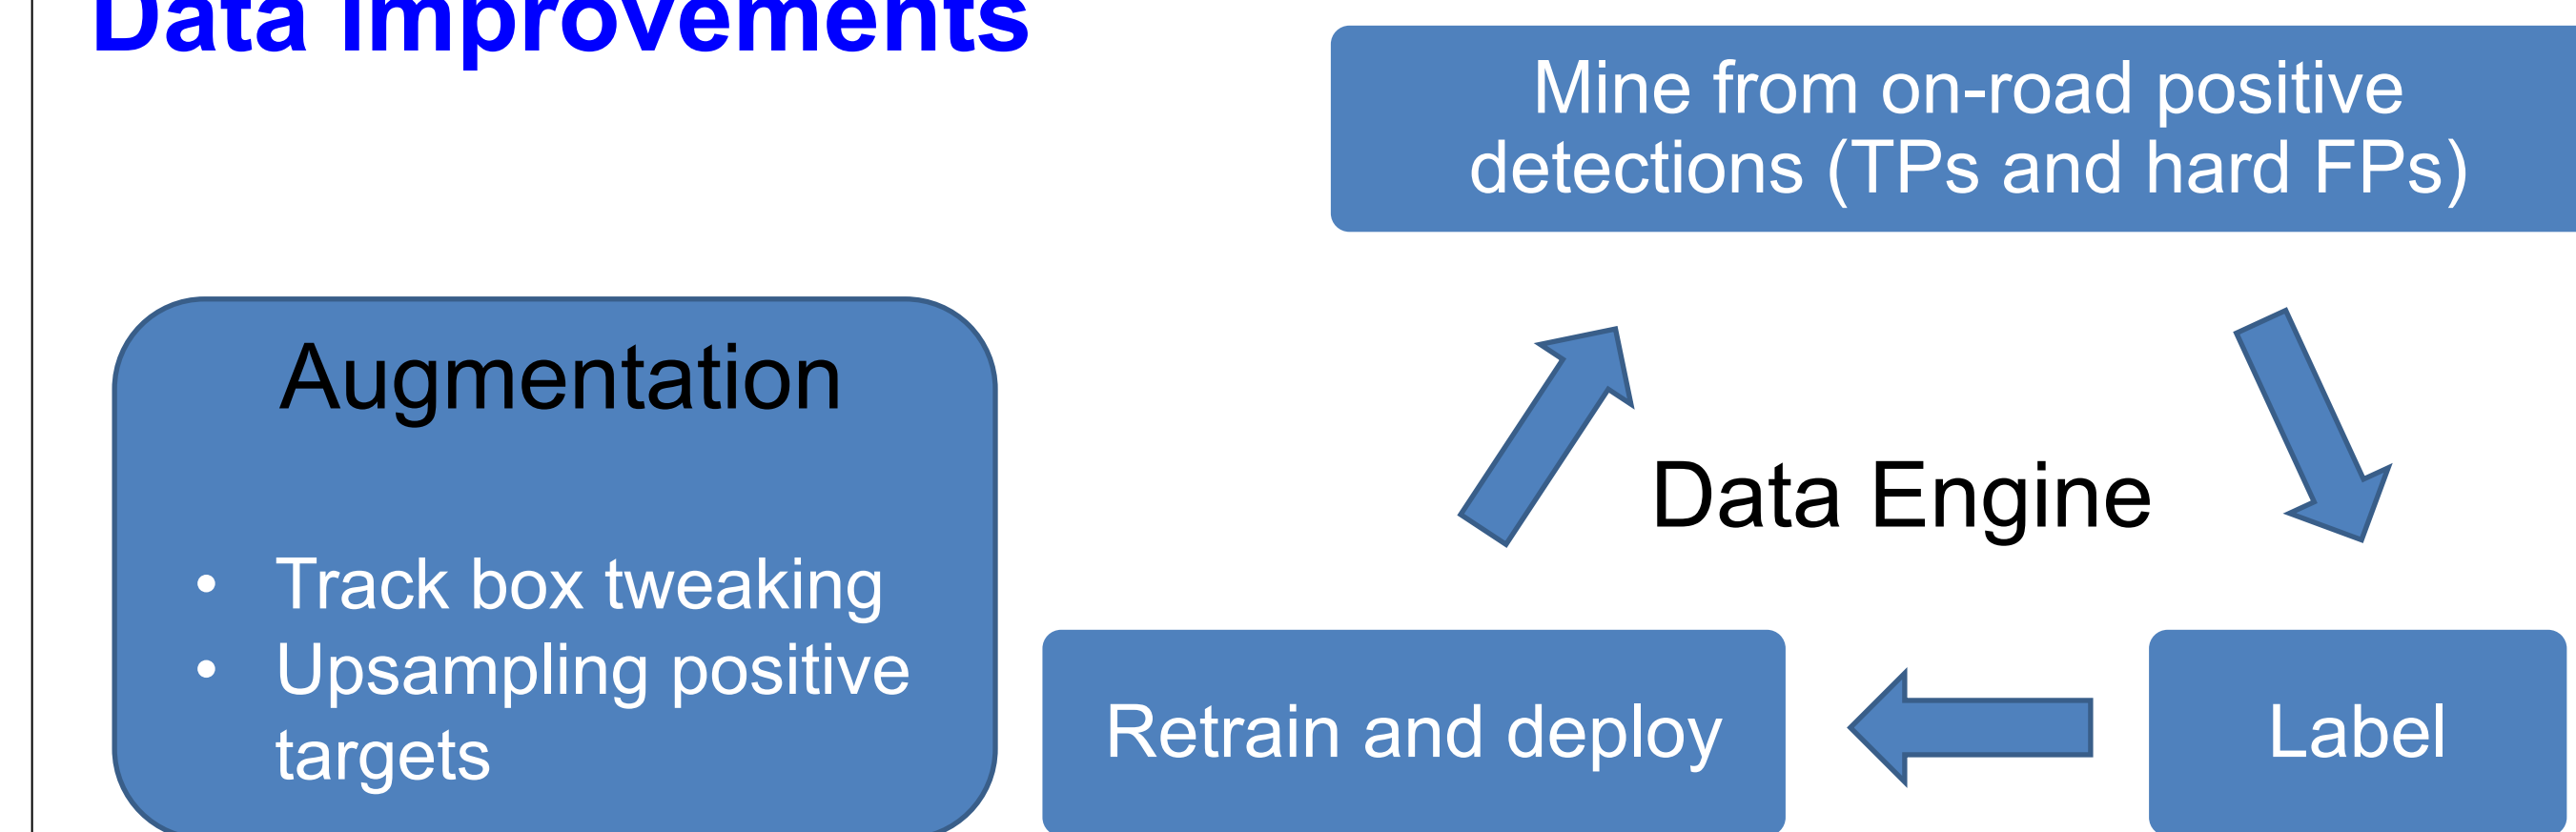 Data Improvements
Mine from on-road positive
detections (TPs and hard FPs)
Augmentation
• Track box tweaking
• Upsampling positive
targets
Data Engine
Retrain and deploy
Label